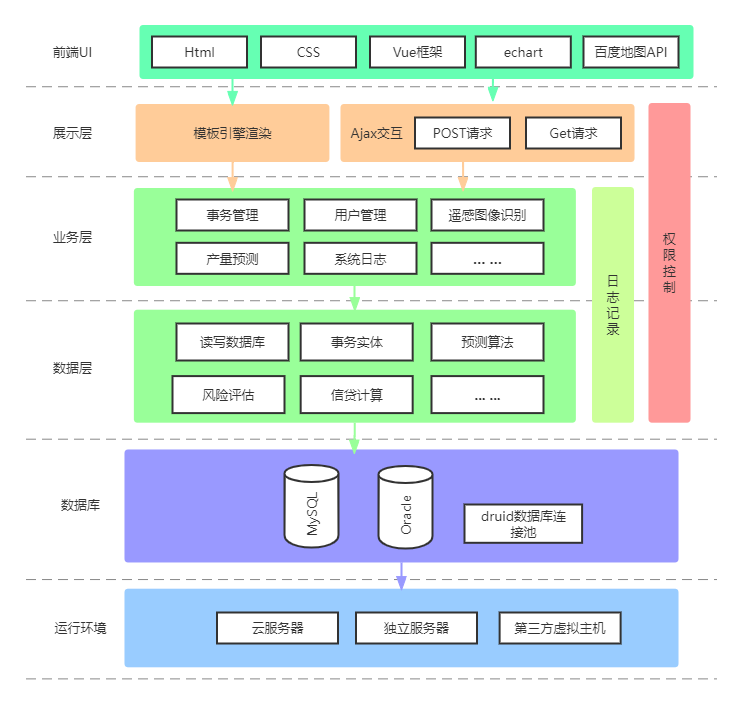 前端UI
Html
CSS
Vue框架
echart
百度地图API
展示层
模板引擎渲染
Ajax交互
POST请求
Get请求
业务层
事务管理
用户管理
遥感图像识别
产量预测
系统日志
... ...
数据层
读写数据库
事务实体
预测算法
风险评估
信贷计算
... ...
日志记录
权限控制
数据库
MySQL
Oracle
druid数据库连
接池
运行环境
云服务器
独立服务器
第三方虚拟主机